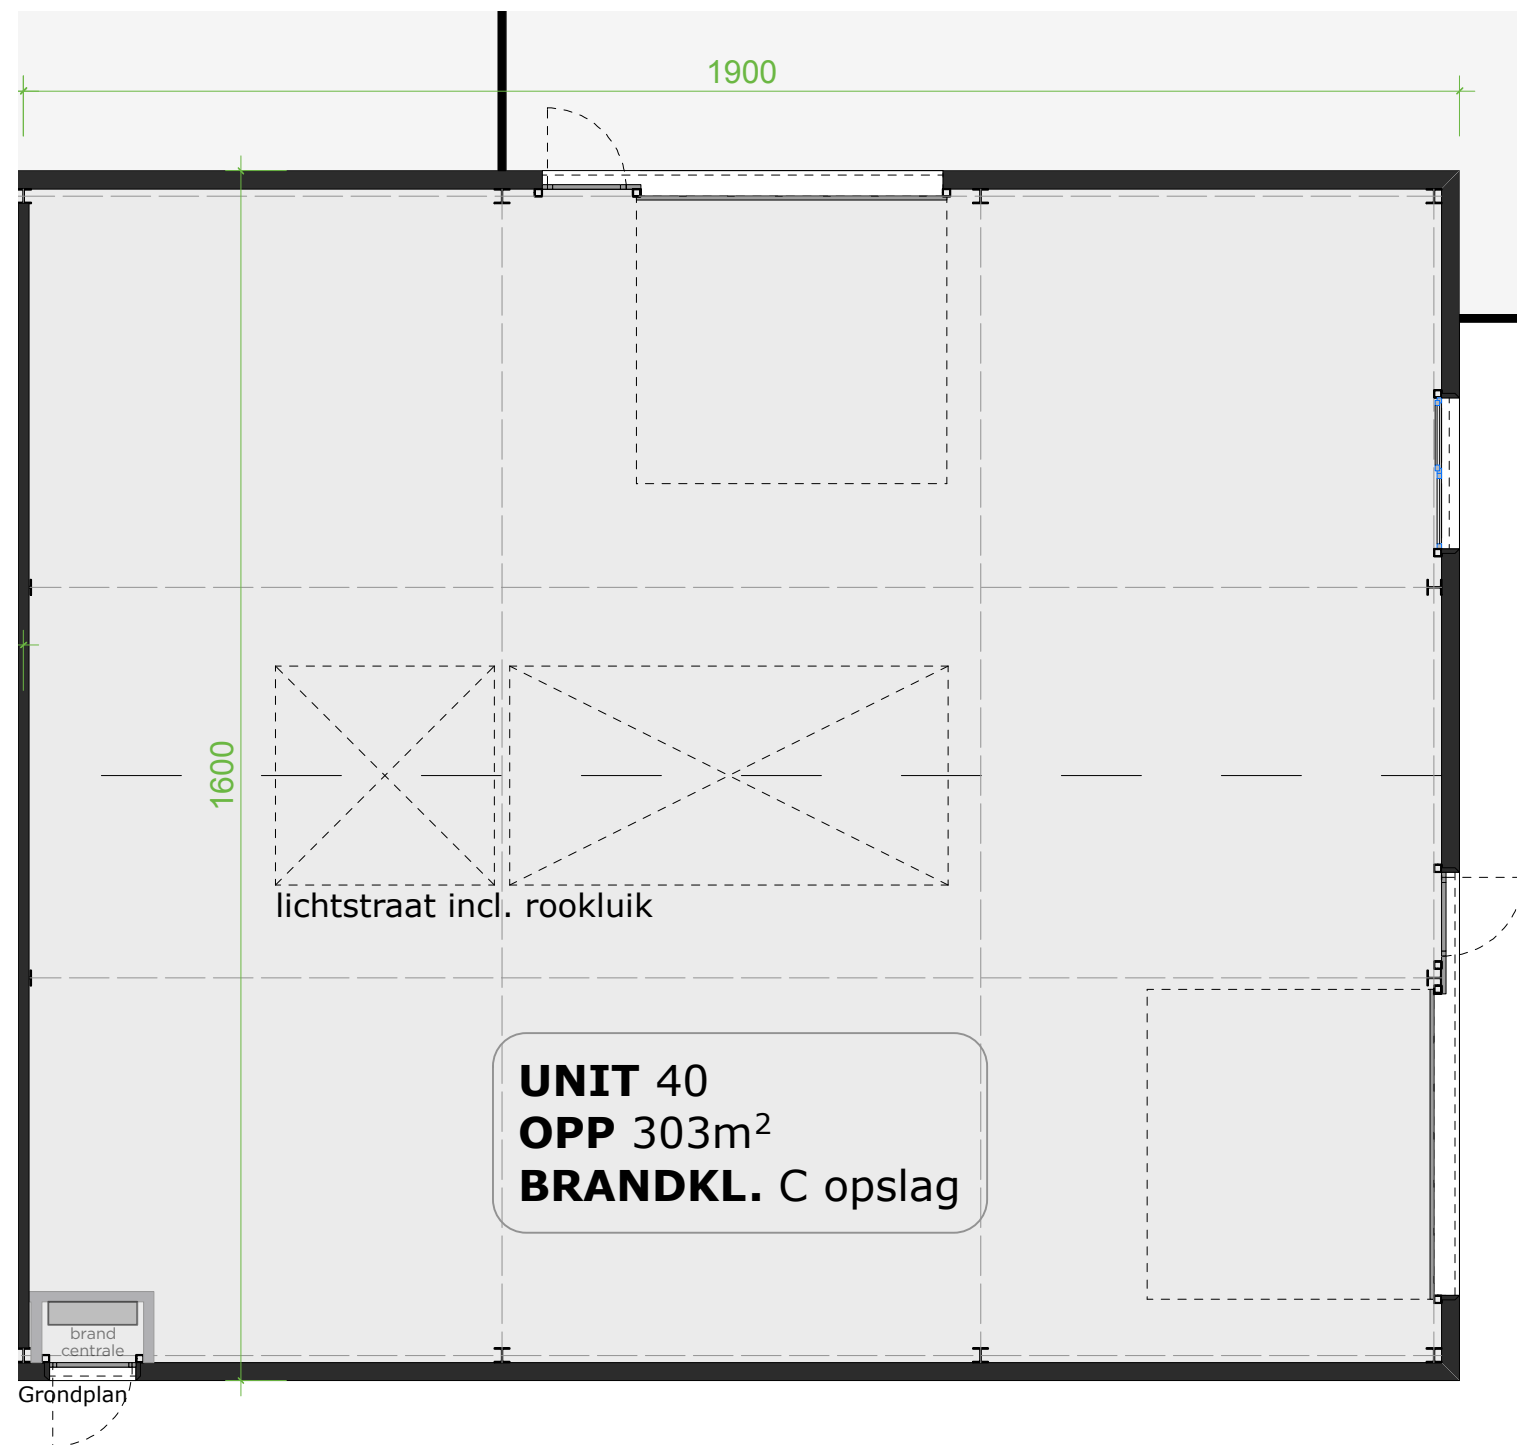 1900
1600
lichtstraat incl. rookluik
UNIT 40
OPP 303m²
BRANDKL. C opslag
brand
centrale
Grondplan